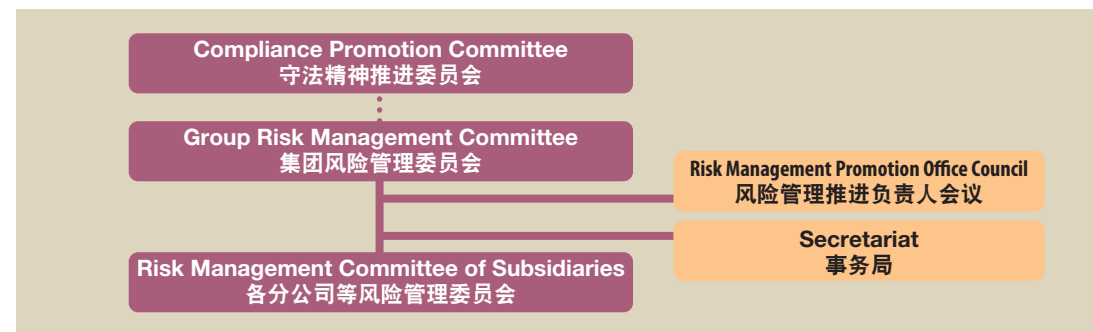 Compliance Promotion Committee
守法精神推进委员会
Group Risk Management Committee
集团风险管理委员会
Risk Management Promotion Office Council
风险管理推进负责人会议
Secretariat
事务局
Risk Management Committee of Subsidiaries
各分公司等风险管理委员会